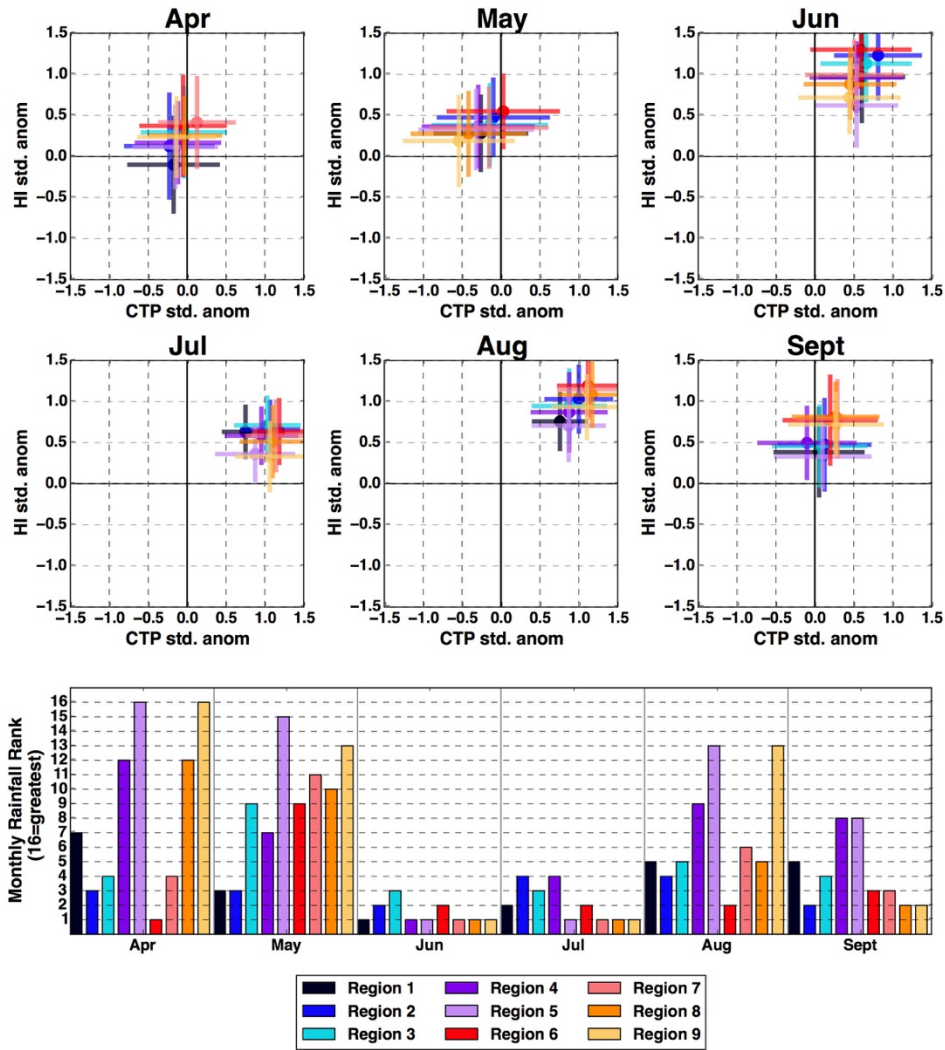 Apr
May
Jun
HI std. anom
1.5
1.0
0.5
0.0
−0.5
−1.0
−1.5
−1.5 −1.0 −0.5 0.0 0.5 1.0 1.5
CTP std. anom
HI std. anom
1.5
1.0
0.5
0.0
−0.5
−1.0
−1.5
−1.5 −1.0 −0.5 0.0 0.5 1.0 1.5
CTP std. anom
HI std. anom
1.5
1.0
0.5
0.0
−0.5
−1.0
−1.5
−1.5 −1.0 −0.5 0.0 0.5 1.0 1.5
CTP std. anom
Jul
Aug
Sept
HI std. anom
1.5
1.0
0.5
0.0
−0.5
−1.0
−1.5
−1.5 −1.0 −0.5 0.0 0.5 1.0 1.5
CTP std. anom
HI std. anom
1.5
1.0
0.5
0.0
−0.5
−1.0
−1.5
−1.5 −1.0 −0.5 0.0 0.5 1.0 1.5
CTP std. anom
HI std. anom
1.5
1.0
0.5
0.0
−0.5
−1.0
−1.5
−1.5 −1.0 −0.5 0.0 0.5 1.0 1.5
CTP std. anom
Monthly Rainfall Rank
(16=greatest)
16
15
13
12
11
9
7
5
4
3
2
1
Apr May Jun Jul Aug Sept
Region 1 Region 4 Region 7
Region 2 Region 5 Region 8
Region 3 Region 6 Region 9